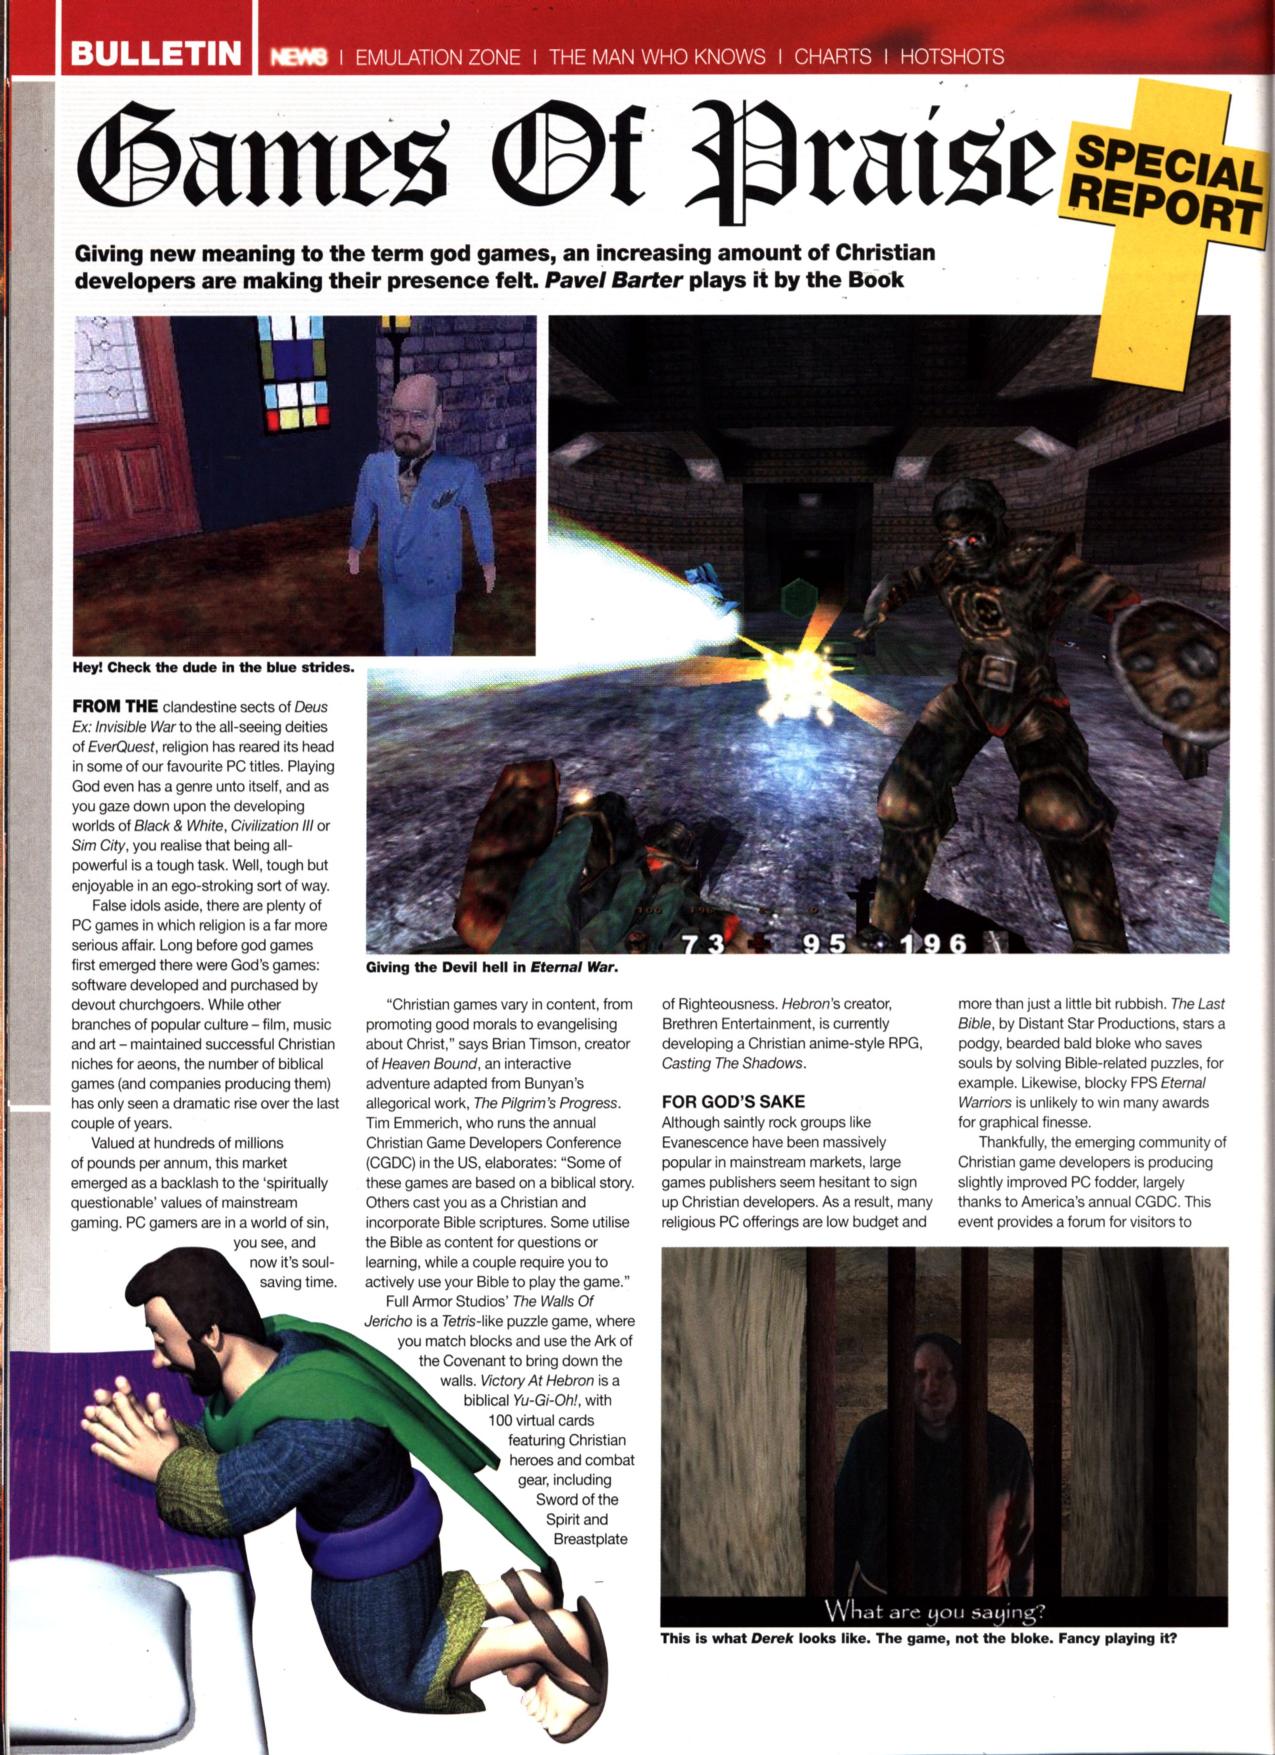 BULLETIN
NEWS | EMULATION ZONE | THE MAN WHO KNOWS | CHARTS | HOTSHOTS
Games Of Praise
SPECIAL
REPORT
Giving new meaning to the term god games, an increasing amount of Christian
developers are making their presence felt. Pavel Barter plays it by the Book
Hey! Check the dude in the blue strides.
73 95 196
Giving the Devil hell in Eternal War.
FROM THE clandestine sects of Deus
Ex: Invisible War to the all-seeing deities
of EverQuest, religion has reared its head
in some of our favourite PC titles. Playing
God even has a genre unto itself, and as
you gaze down upon the developing
worlds of Black & White, Civilization III or
Sim City, you realise that being all-
powerful is a tough task. Well, tough but
enjoyable in an ego-stroking sort of way.
False idols aside, there are plenty of
PC games in which religion is a far more
serious affair. Long before god games
first emerged there were God's games:
software developed and purchased by
devout churchgoers. While other
branches of popular culture – film, music
and art – maintained successful Christian
niches for aeons, the number of biblical
games (and companies producing them)
has only seen a dramatic rise over the last
couple of years.
Valued at hundreds of millions
of pounds per annum, this market
emerged as a backlash to the 'spiritually
questionable' values of mainstream
gaming. PC gamers are in a world of sin,
you see, and
now it's soul-
saving time.
"Christian games vary in content, from
promoting good morals to evangelising
about Christ," says Brian Timson, creator
of Heaven Bound, an interactive
adventure adapted from Bunyan's
allegorical work, The Pilgrim's Progress.
Tim Emmerich, who runs the annual
Christian Game Developers Conference
(CGDC) in the US, elaborates: "Some of
these games are based on a biblical story.
Others cast you as a Christian and
incorporate Bible scriptures. Some utilise
the Bible as content for questions or
learning, while a couple require you to
actively use your Bible to play the game."
Full Armor Studios' The Walls Of
Jericho is a Tetris-like puzzle game, where
you match blocks and use the Ark of
the Covenant to bring down the
walls. Victory At Hebron is a
biblical Yu-Gi-Oh!, with
100 virtual cards
featuring Christian
heroes and combat
gear, including
Sword of the
Spirit and
Breastplate
of Righteousness. Hebron's creator,
Brethren Entertainment, is currently
developing a Christian anime-style RPG,
Casting The Shadows.
FOR GOD'S SAKE
Although saintly rock groups like
Evanescence have been massively
popular in mainstream markets, large
games publishers seem hesitant to sign
up Christian developers. As a result, many
religious PC offerings are low budget and
more than just a little bit rubbish. The Last
Bible, by Distant Star Productions, stars a
podgy, bearded bald bloke who saves
souls by solving Bible-related puzzles, for
example. Likewise, blocky FPS Eternal
Warriors is unlikely to win many awards
for graphical finesse.
Thankfully, the emerging community of
Christian game developers is producing
slightly improved PC fodder, largely
thanks to America's annual CGDC. This
event provides a forum for visitors to
What are you saying?
This is what Derek looks like. The game, not the bloke. Fancy playing it?